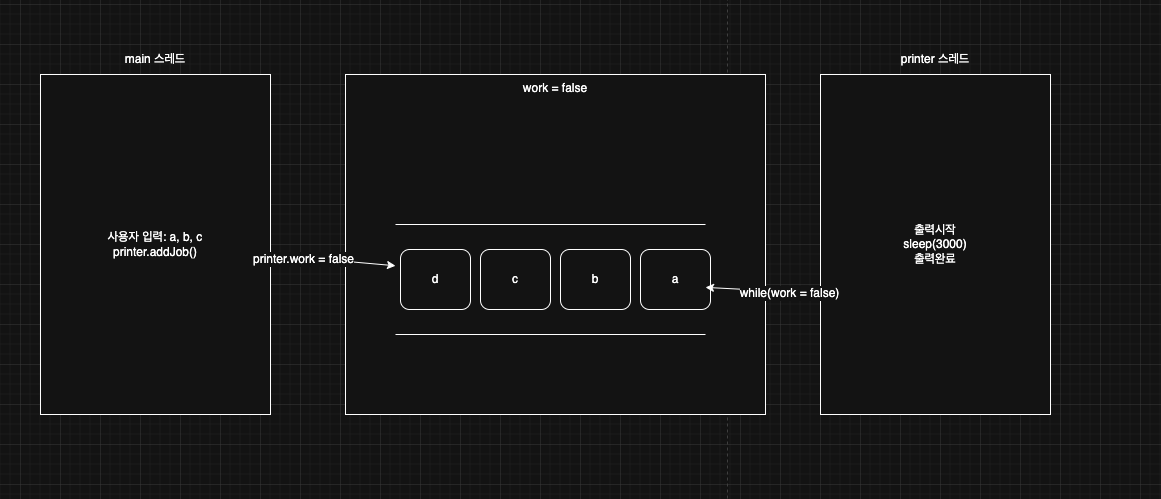 main 스레드
printer 스레드
work = false
사용자 입력: a, b, c
printer.addJob()
printer.work = false
d
c
b
a
while(work = false)
출력시작
sleep(3000)
출력완료